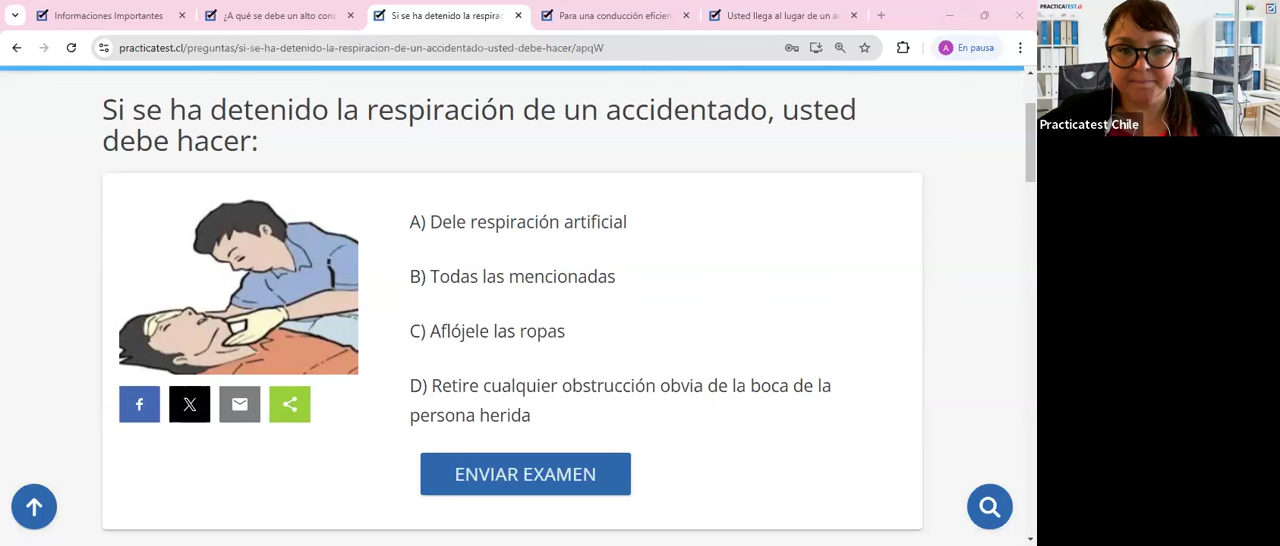 Informaciones Importantes
¿A qué se debe un alto cons
Si se ha detenido la respirac
Para una conducción eficien
Usted llega al lugar de un a
practicatest.cl/preguntas/si-se-ha-detenido-la-respiracion-de-un-accidentado-usted-debe-hacer/apqW
A
En pausa
PRACTICATEST.cl
Practicatest Chile
Si se ha detenido la respiración de un accidentado, usted
debe hacer:
A) Dele respiración artificial
B) Todas las mencionadas
C) Aflójele las ropas
D) Retire cualquier obstrucción obvia de la boca de la
persona herida
ENVIAR EXAMEN